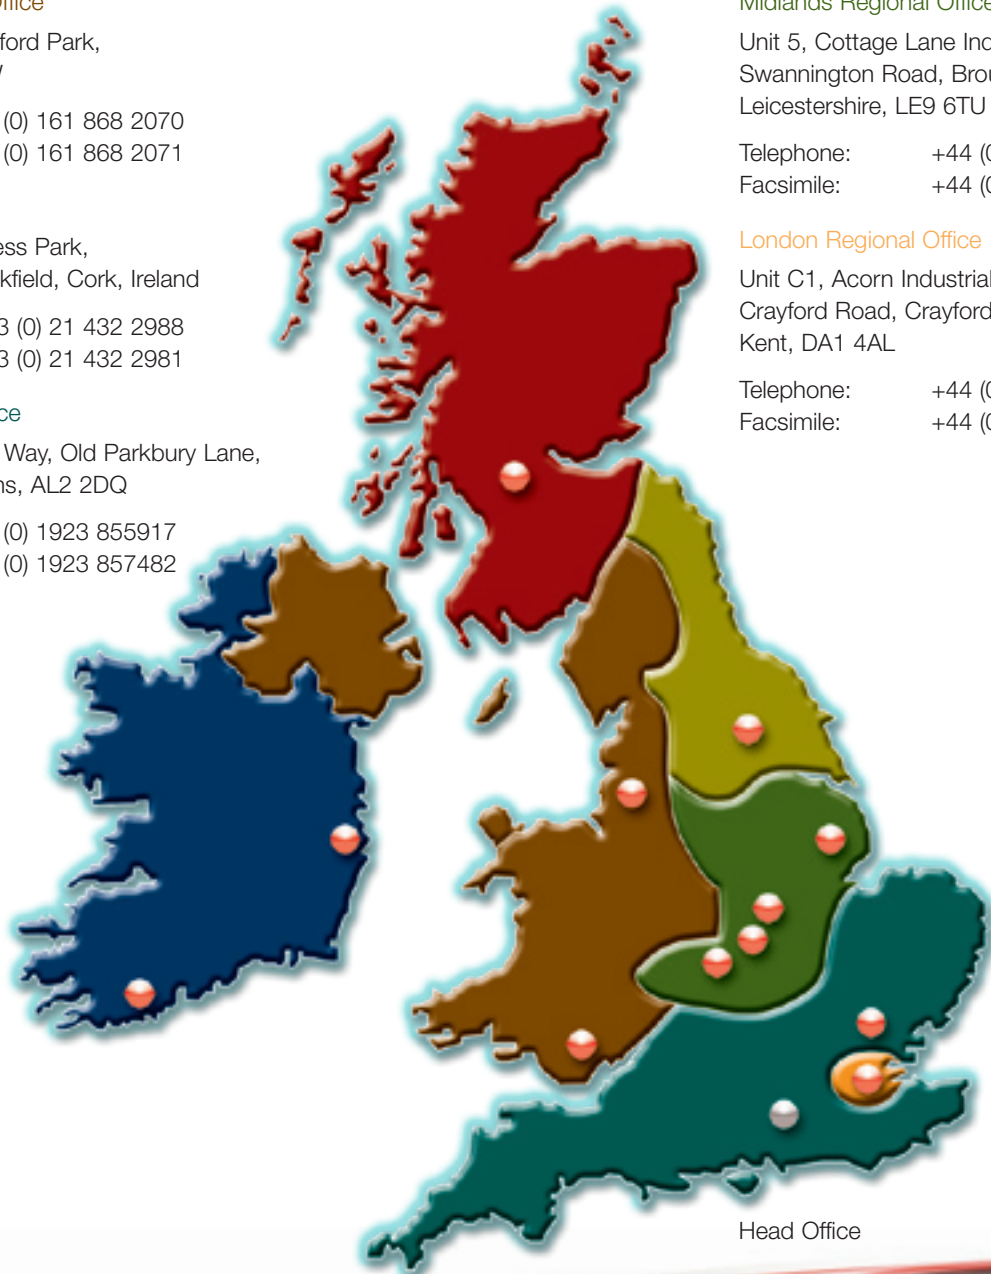 Office
ford Park,
(0) 161 868 2070
(0) 161 868 2071
ess Park,
kfield, Cork, Ireland
3 (0) 21 432 2988
3 (0) 21 432 2981
ce
Way, Old Parkbury Lane,
ns, AL2 2DQ
(0) 1923 855917
(0) 1923 857482
Midlands Regional Office
Unit 5, Cottage Lane Ind
Swannington Road, Brou
Leicestershire, LE9 6TU
Telephone: +44 (0
Facsimile: +44 (0
London Regional Office
Unit C1, Acorn Industrial
Crayford Road, Crayford
Kent, DA1 4AL
Telephone: +44 (0
Facsimile: +44 (0
Head Office